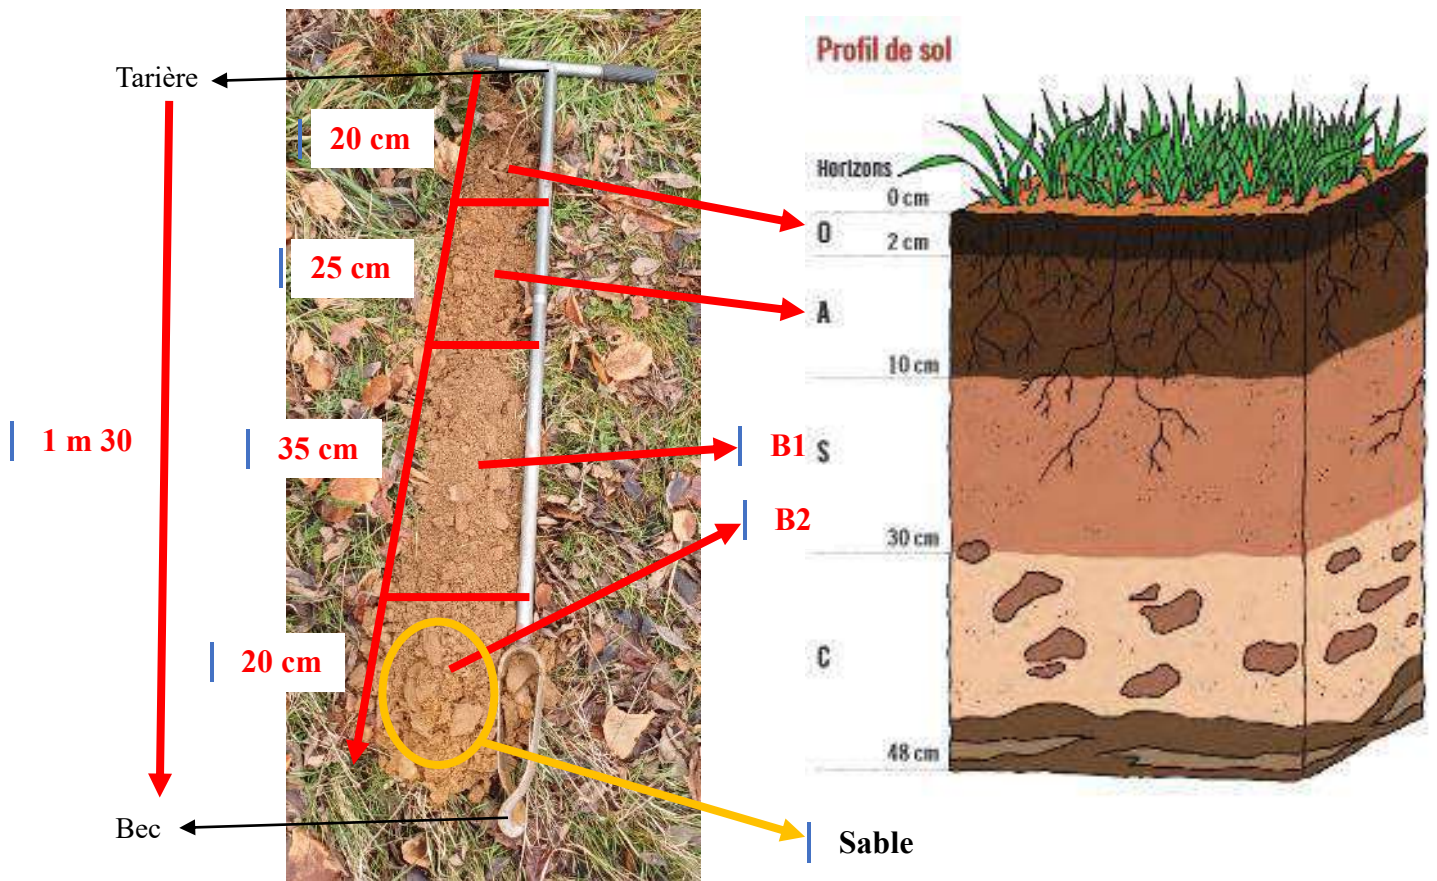 Tarière
20 cm
25 cm
1 m 30
35 cm
20 cm
Bec
B1
B2
Sable
Profil de sol
Horizons
0 cm
O
2 cm
A
10 cm
S
30 cm
C
48 cm